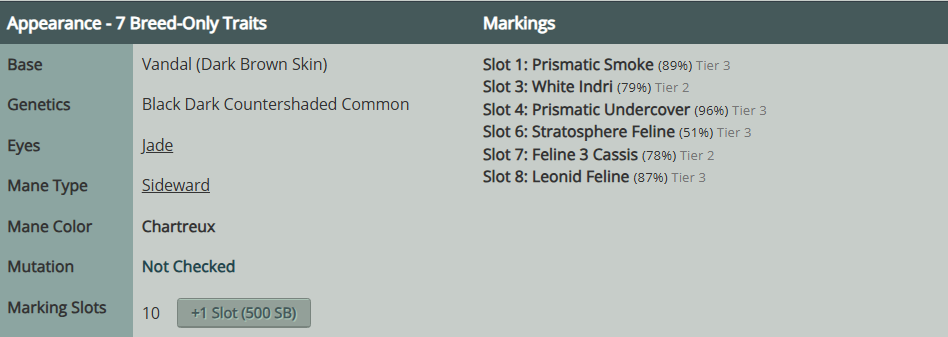 Appearance - 7 Breed-Only Traits
Base Vandal (Dark Brown Skin)
Genetics Black Dark Countershaded Common
Eyes Jade
Mane Type Sideward
Mane Color Chartreux
Mutation Not Checked
Marking Slots 10 +1 Slot (500 SB)
Markings
Slot 1: Prismatic Smoke (89%) Tier 3
Slot 3: White Indri (79%) Tier 2
Slot 4: Prismatic Undercover (96%) Tier 3
Slot 6: Stratosphere Feline (51%) Tier 3
Slot 7: Feline 3 Cassis (78%) Tier 2
Slot 8: Leonid Feline (87%) Tier 3